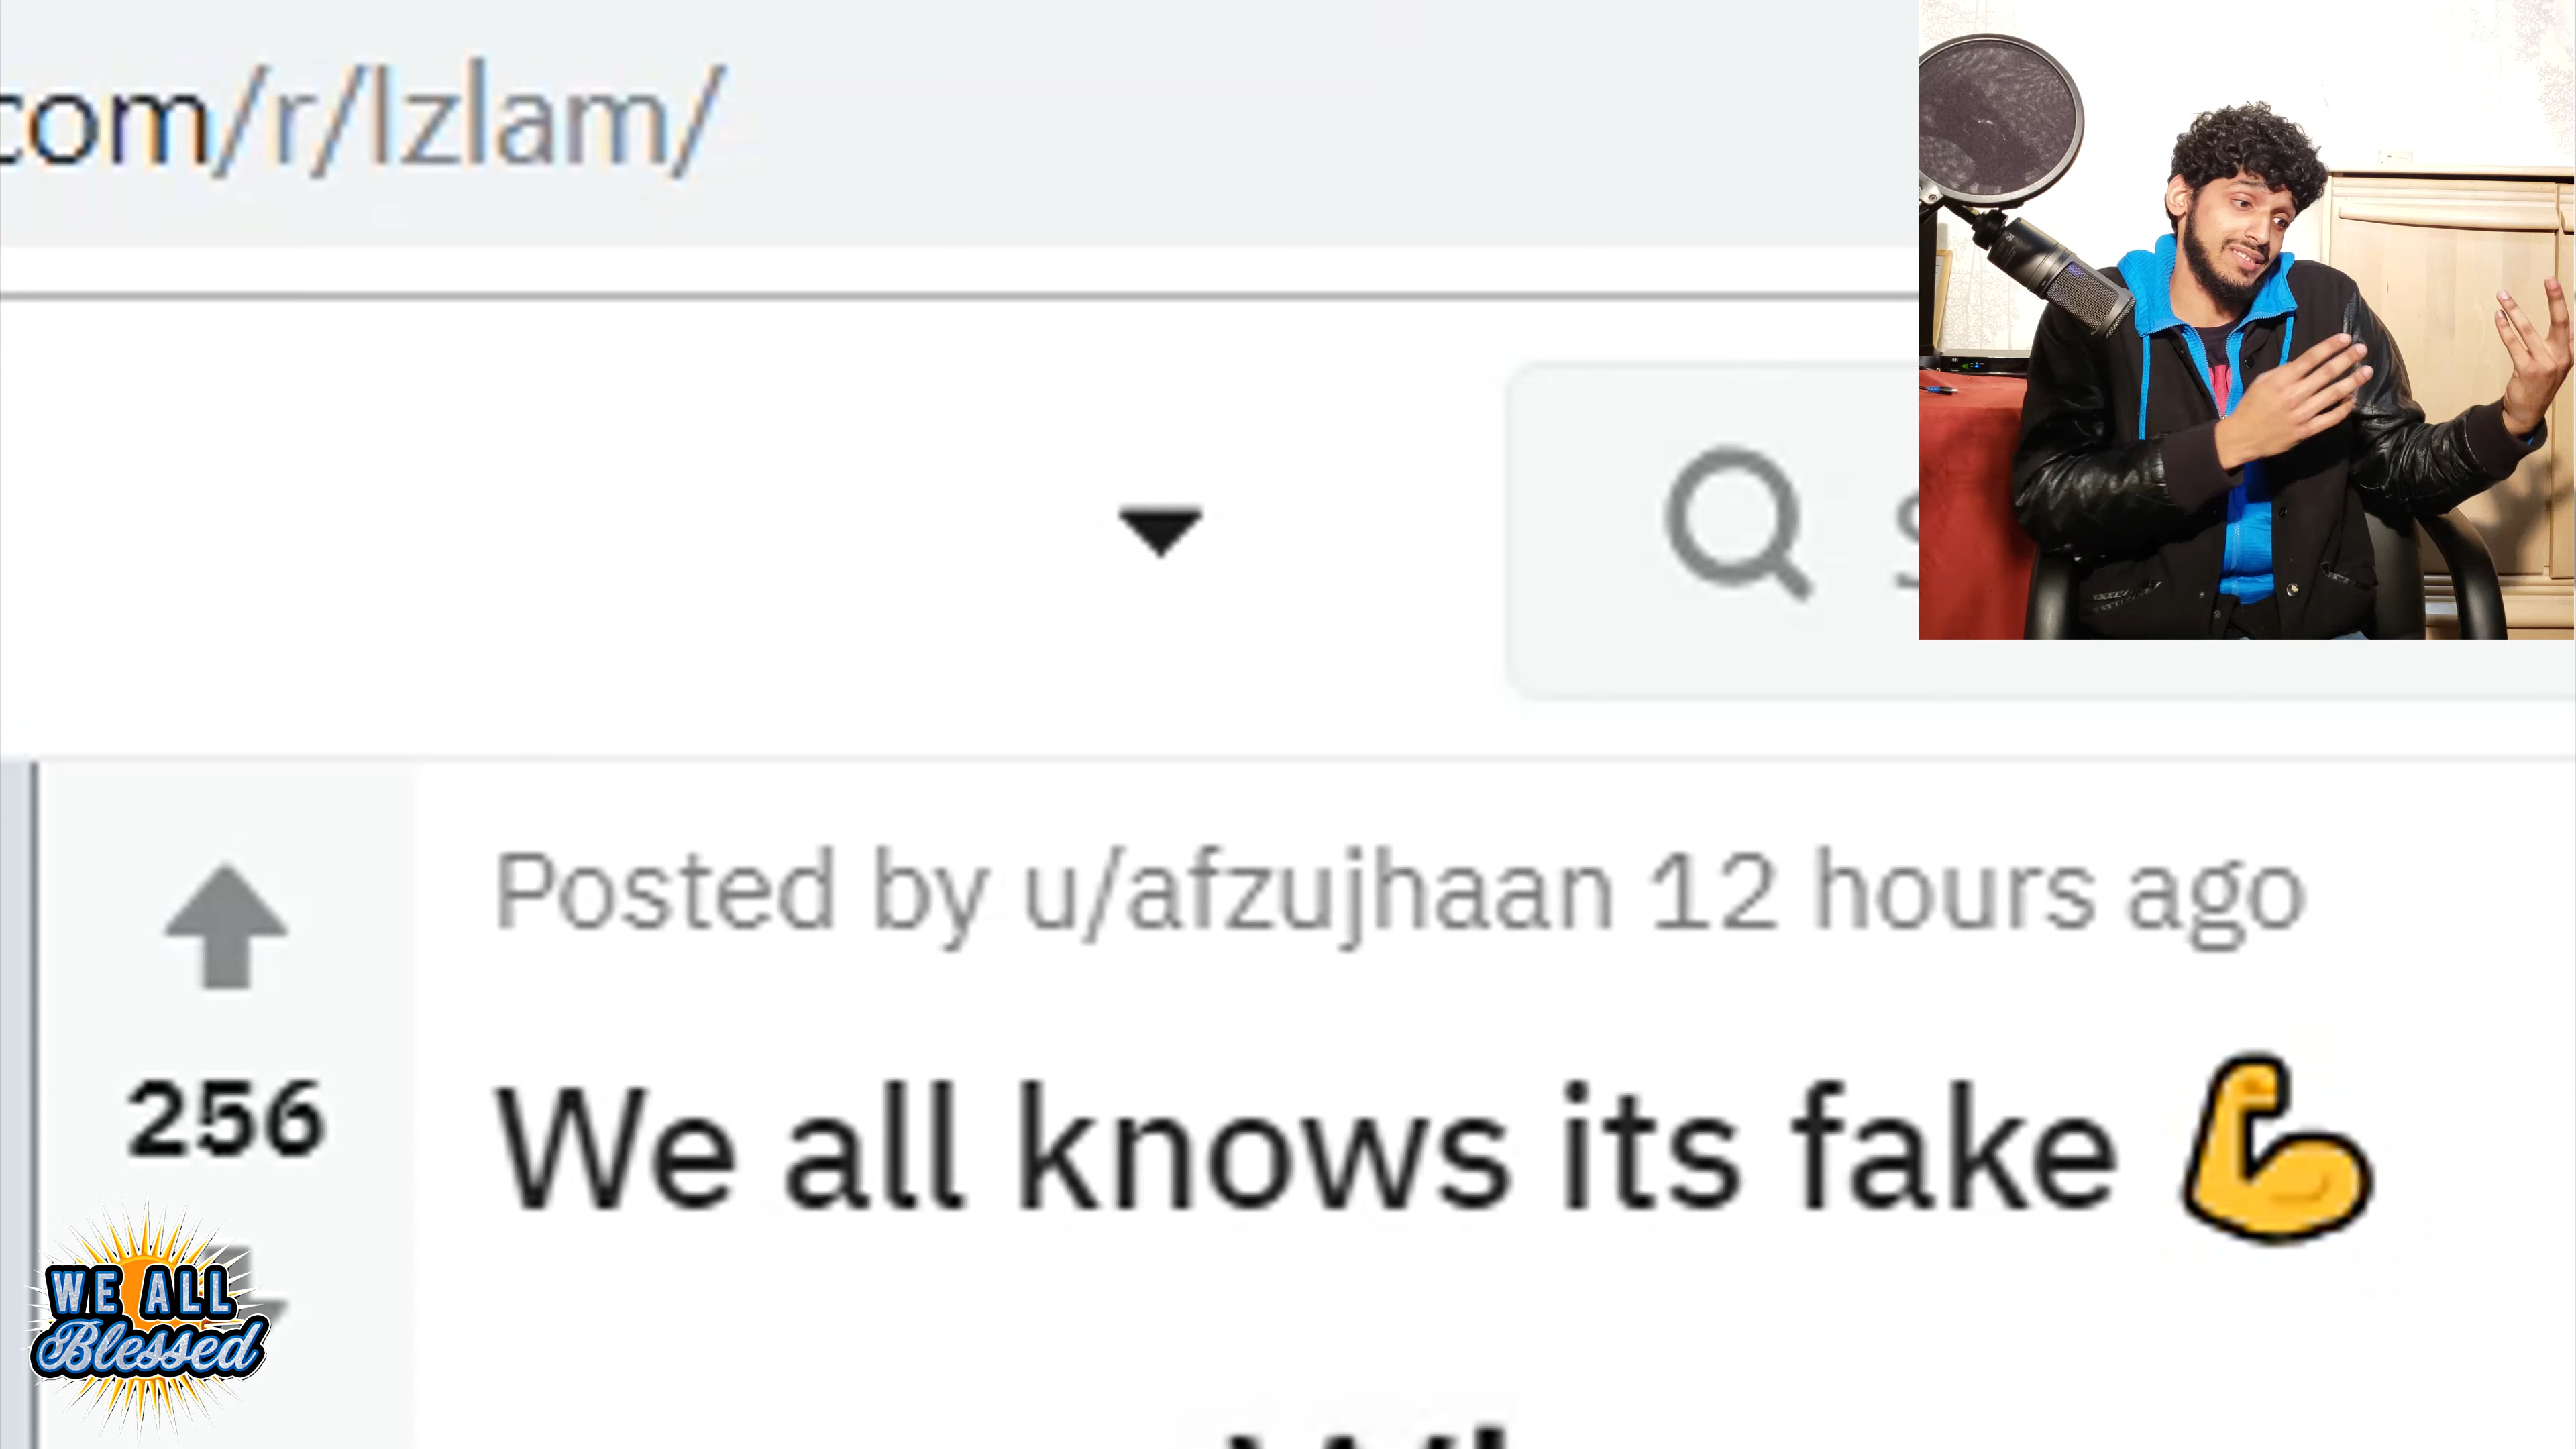 com/r/Izlam/
Posted by u/afzujhaan 12 hours ago
256
We all knows its fake 💪
WE ALL
Blessed